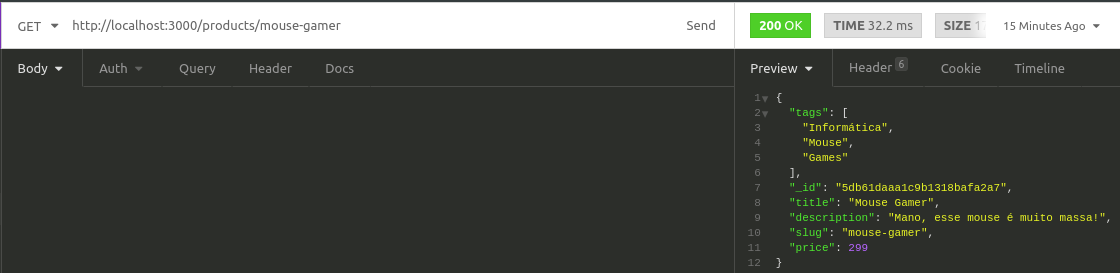 GET http://localhost:3000/products/mouse-gamer Send 200 OK TIME 32.2 ms SIZE 15 Minutes Ago
Body Auth Query Header Docs Preview Header 6 Cookie Timeline
1 {
2 "tags": [
3 "Informática",
4 "Mouse",
5 "Games"
6 ],
7 "_id": "5db61daaa1c9b1318bafa2a7",
8 "title": "Mouse Gamer",
9 "description": "Mano, esse mouse é muito massa!",
10 "slug": "mouse-gamer",
11 "price": 299
12 }